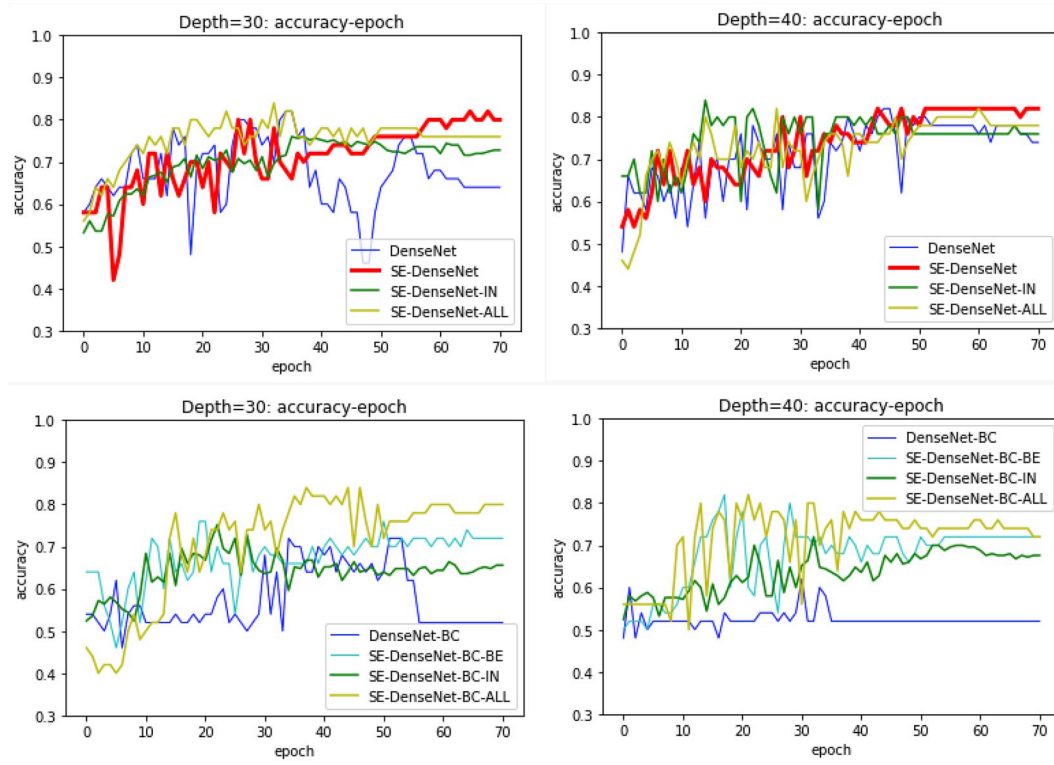 Depth=30: accuracy-epoch
1.0
0.9
0.8
0.7
0.6
0.5
0.4
0.3
accuracy
0 10 20 30 40 50 60 70
epoch
DenseNet
SE-DenseNet
SE-DenseNet-IN
SE-DenseNet-ALL
Depth=40: accuracy-epoch
1.0
0.9
0.8
0.7
0.6
0.5
0.4
0.3
accuracy
0 10 20 30 40 50 60 70
epoch
DenseNet
SE-DenseNet
SE-DenseNet-IN
SE-DenseNet-ALL
Depth=30: accuracy-epoch
1.0
0.9
0.8
0.7
0.6
0.5
0.4
0.3
accuracy
0 10 20 30 40 50 60 70
epoch
DenseNet-BC
SE-DenseNet-BC-BE
SE-DenseNet-BC-IN
SE-DenseNet-BC-ALL
Depth=40: accuracy-epoch
1.0
0.9
0.8
0.7
0.6
0.5
0.4
0.3
accuracy
0 10 20 30 40 50 60 70
epoch
DenseNet-BC
SE-DenseNet-BC-BE
SE-DenseNet-BC-IN
SE-DenseNet-BC-ALL